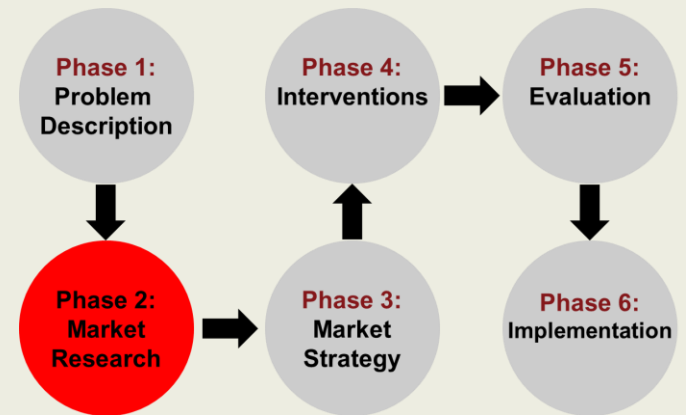 Phase 1:
Problem
Description
Phase 2:
Market
Research
Phase 3:
Market
Strategy
Phase 4:
Interventions
Phase 5:
Evaluation
Phase 6:
Implementation